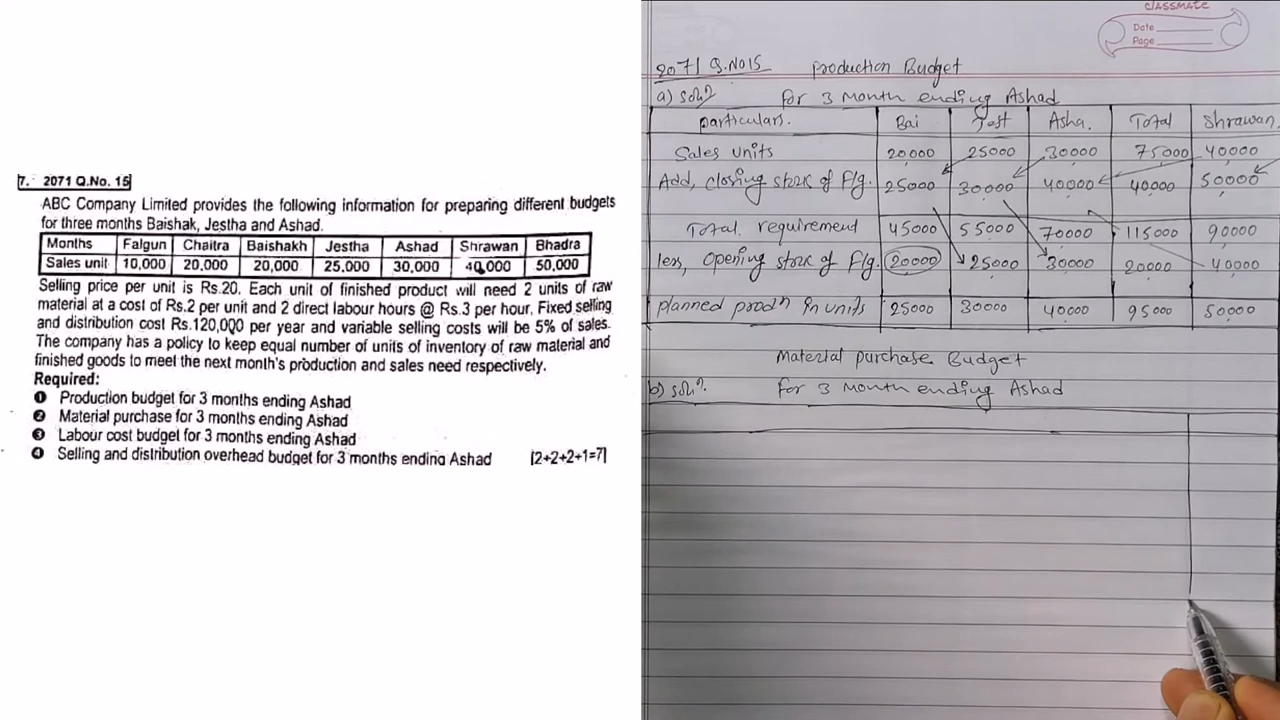 7. 2071 Q.No. 15
ABC Company Limited provides the following information for preparing different budgets
for three months Baishak, Jestha and Ashad.
Months Falgun Chaitra Baishakh Jestha Ashad Shrawan Bhadra
Sales unit 10,000 20,000 20,000 25,000 30,000 40,000 50,000
Selling price per unit is Rs.20. Each unit of finished product will need 2 units of raw
material at a cost of Rs.2 per unit and 2 direct labour hours @ Rs.3 per hour. Fixed selling
and distribution cost Rs.120,000 per year and variable selling costs will be 5% of sales.
The company has a policy to keep equal number of units of inventory of raw material and
finished goods to meet the next month's production and sales need respectively.
Required:
❶ Production budget for 3 months ending Ashad
❷ Material purchase for 3 months ending Ashad
❸ Labour cost budget for 3 months ending Ashad
❹ Selling and distribution overhead budget for 3 months ending Ashad [2+2+2+1=7]
CLASSMATE
Date
Page
2071 Q.NO15 Production Budget
a) Solⁿ for 3 Month ending Ashad
particulars. Bai Jest Asha. Total Shrawan
Sales units 20000 25000 30000 75000 40000
Add, closing stock of F/g. 25000 30000 40000 40000 50000
Total requirement 45000 55000 70000 115000 90000
less, opening stock of F/g. 20000 25000 30000 20000 40000
planned prodⁿ in units 25000 30000 40000 95000 50000
Material purchase Budget
b) solⁿ. for 3 Month ending Ashad